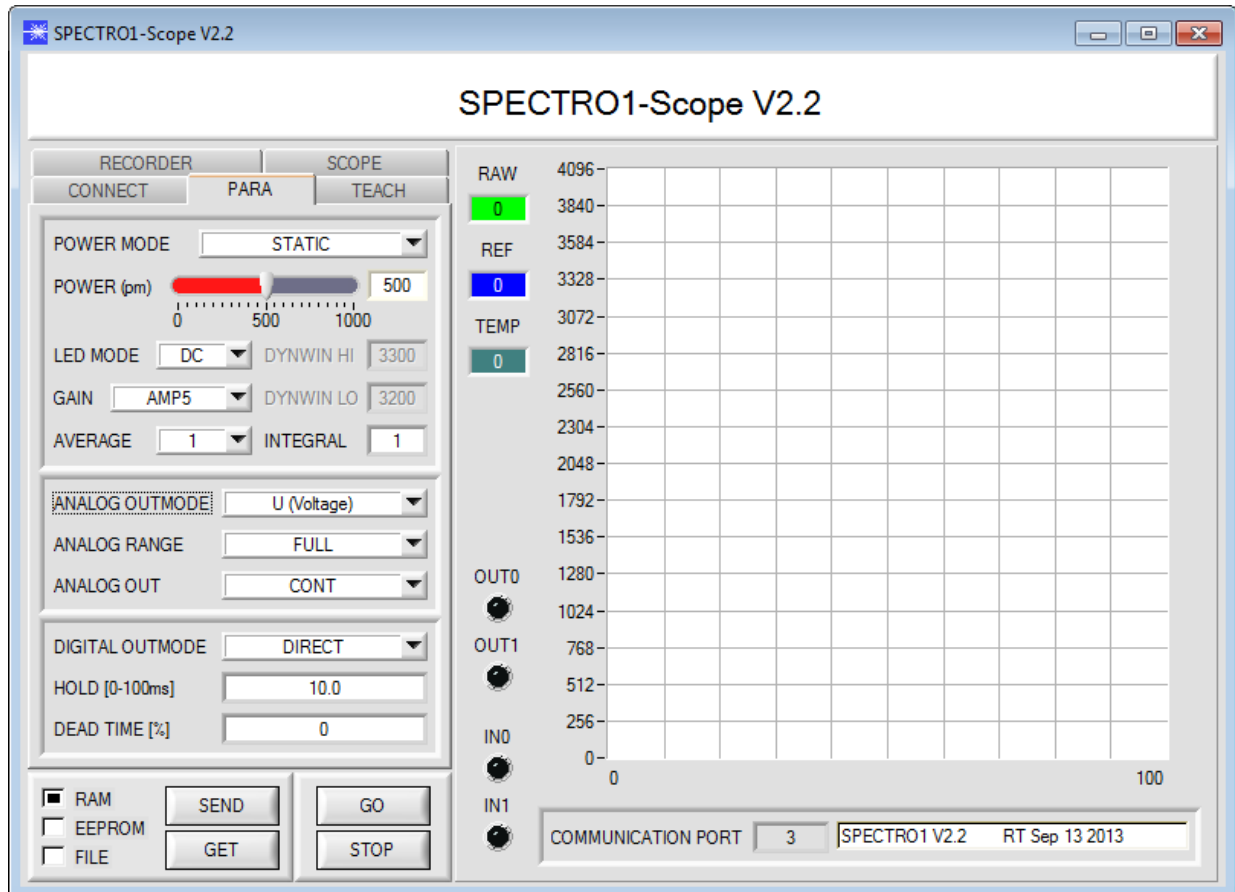 SPECTRO1-Scope V2.2
SPECTRO1-Scope V2.2
RECORDER SCOPE
CONNECT PARA TEACH
POWER MODE STATIC
POWER (pm) 500
0 500 1000
LED MODE DC DYNWIN HI 3300
GAIN AMP5 DYNWIN LO 3200
AVERAGE 1 INTEGRAL 1
ANALOG OUTMODE U (Voltage)
ANALOG RANGE FULL
ANALOG OUT CONT
DIGITAL OUTMODE DIRECT
HOLD [0-100ms] 10.0
DEAD TIME [%] 0
RAM
EEPROM
FILE
SEND
GET
GO
STOP
RAW
0
REF
0
TEMP
0
OUT0
OUT1
IN0
IN1
4096
3840
3584
3328
3072
2816
2560
2304
2048
1792
1536
1280
1024
768
512
256
0
0 100
COMMUNICATION PORT 3 SPECTRO1 V2.2 RT Sep 13 2013